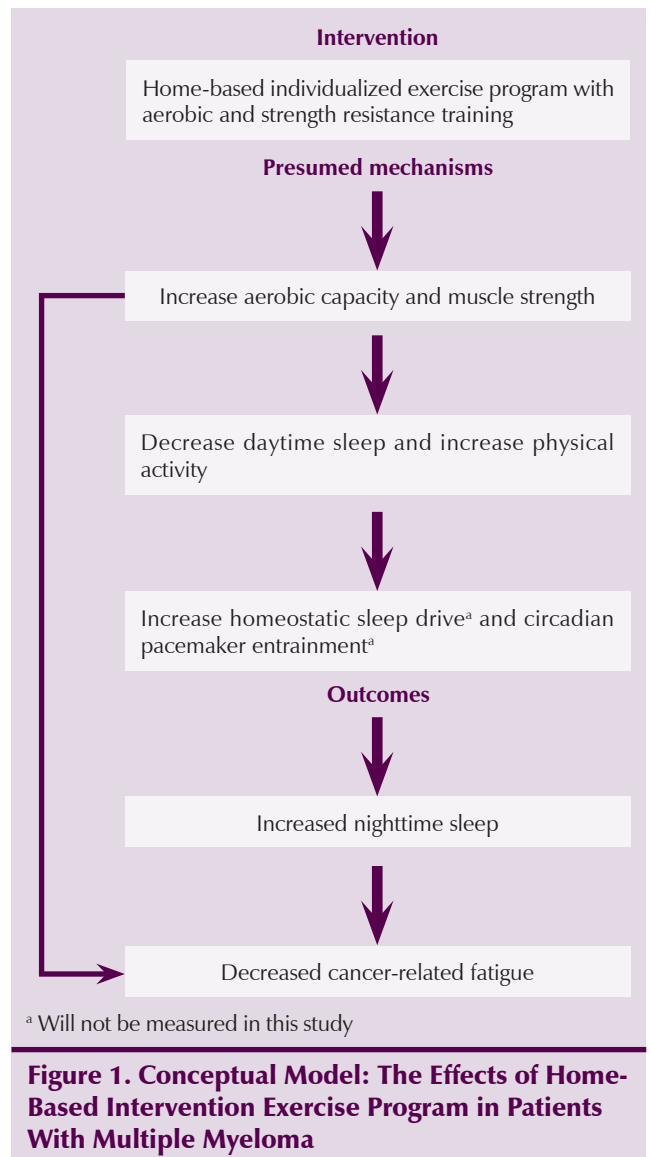 Intervention
Home-based individualized exercise program with
aerobic and strength resistance training
Presumed mechanisms
Increase aerobic capacity and muscle strength
Decrease daytime sleep and increase physical
activity
Increase homeostatic sleep driveᵃ and circadian
pacemaker entrainmentᵃ
Outcomes
Increased nighttime sleep
Decreased cancer-related fatigue
ᵃ Will not be measured in this study
Figure 1. Conceptual Model: The Effects of Home-
Based Intervention Exercise Program in Patients
With Multiple Myeloma